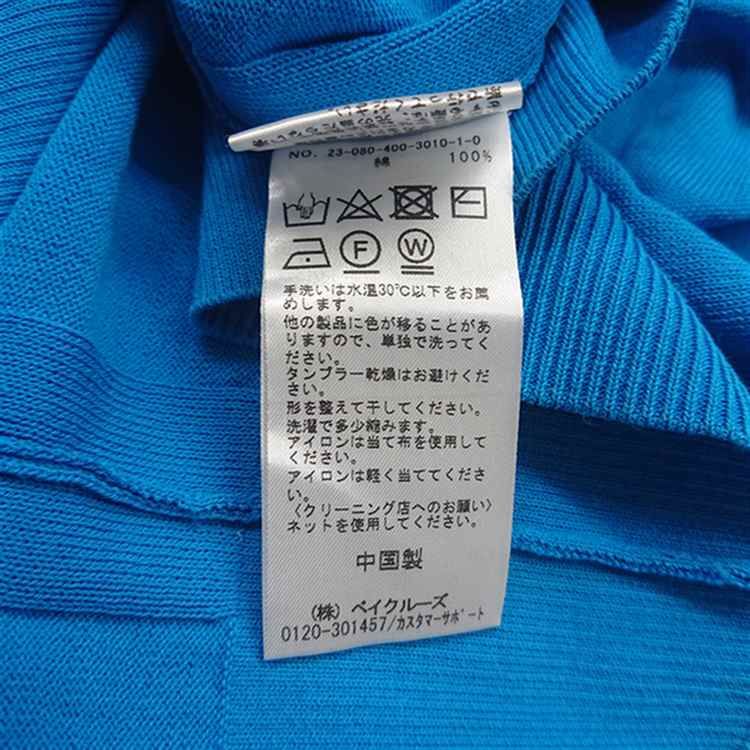 NO. 23-080-400-3010-1-0
綿 100%
F W
手洗いは水温30℃以下をお薦
めします。
他の製品に色が移ることがあ
りますので、単独で洗ってく
ださい。
タンブラー乾燥はお避けくだ
さい。
形を整えて干してください。
洗濯で多少縮みます。
アイロンは当て布を使用して
ください。
アイロンは軽く当ててくださ
い。
〈クリーニング店へのお願い〉
ネットを使用してください。
中国製
(株) ベイクルーズ
0120-301457/カスタマーサポート